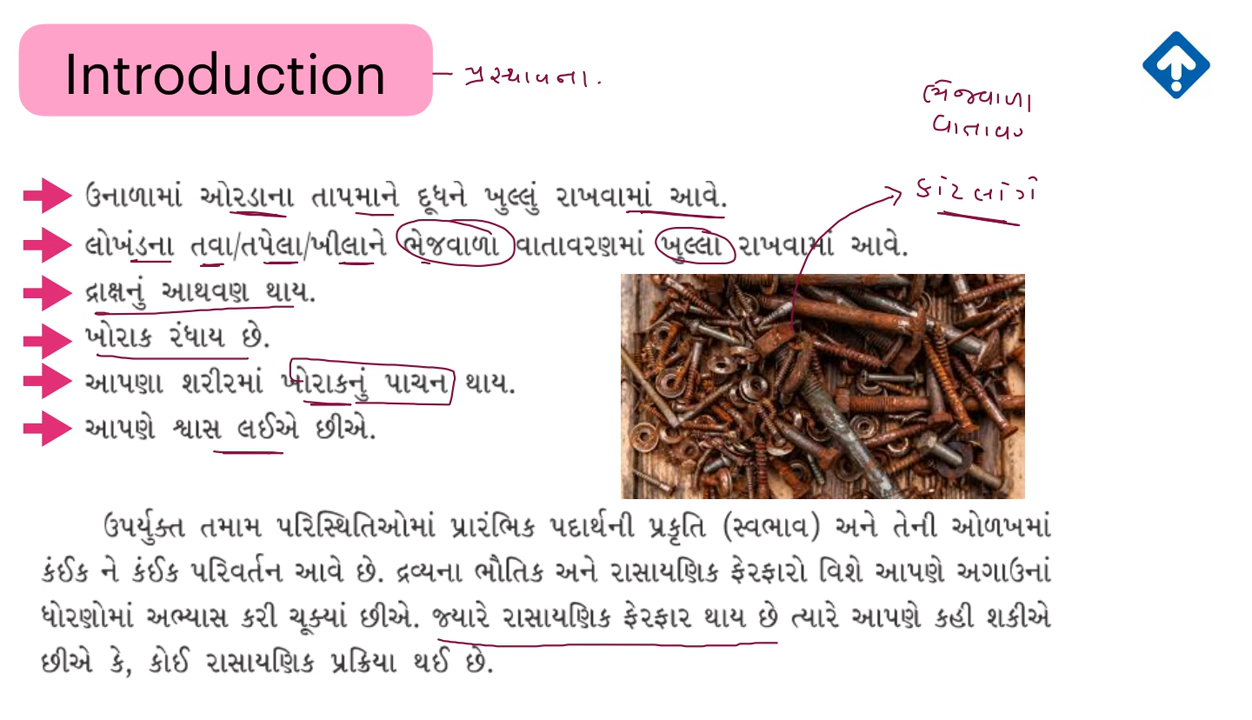 Introduction – પ્રસ્તાવના.
ભેજવાળા
વાતાવ
કાટ લાગે
ઉનાળામાં ઓરડાના તાપમાને દૂધને ખુલ્લું રાખવામાં આવે.
લોખંડના તવા/તપેલા/ખીલાને ભેજવાળા વાતાવરણમાં ખુલ્લા રાખવામાં આવે.
દ્રાક્ષનું આથવણ થાય.
ખોરાક રંધાય છે.
આપણા શરીરમાં ખોરાકનું પાચન થાય.
આપણે શ્વાસ લઈએ છીએ.
ઉપર્યુક્ત તમામ પરિસ્થિતિઓમાં પ્રારંભિક પદાર્થની પ્રકૃતિ (સ્વભાવ) અને તેની ઓળખમાં
કંઈક ને કંઈક પરિવર્તન આવે છે. દ્રવ્યના ભૌતિક અને રાસાયણિક ફેરફારો વિશે આપણે અગાઉનાં
ધોરણોમાં અભ્યાસ કરી ચૂક્યાં છીએ. જ્યારે રાસાયણિક ફેરફાર થાય છે ત્યારે આપણે કહી શકીએ
છીએ કે, કોઈ રાસાયણિક પ્રક્રિયા થઈ છે.